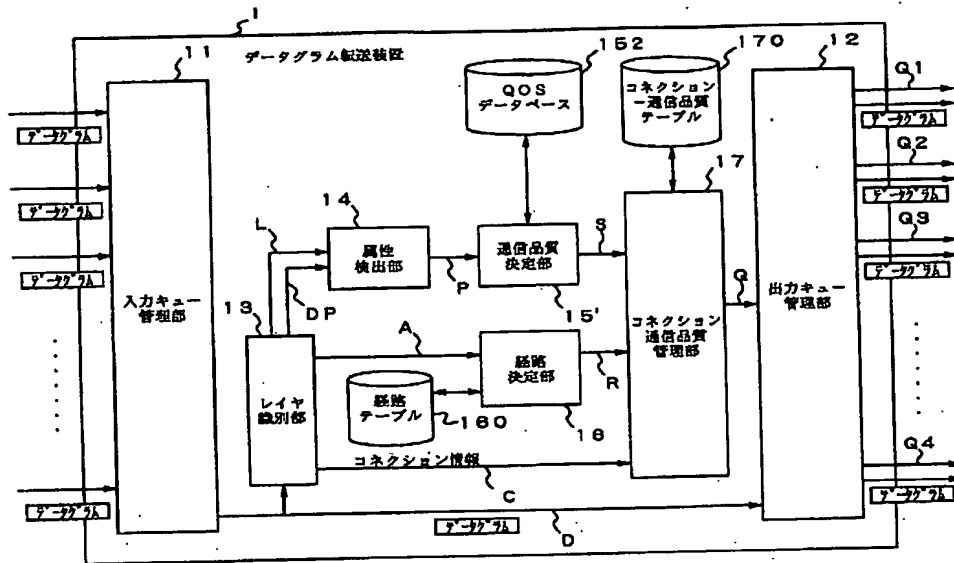 1
11
データグラム転送装置
152
170
12
QOS
データベース
コネクション
－通信品質
テーブル
Q1
データグラム
データグラム
Q2
データグラム
データグラム
17
14
L
属性
検出部
P
通信品質
決定部
S
15'
Q3
データグラム
データグラム
入力キュー
管理部
13
DP
A
Q
出力キュー
管理部
コネクション
通信品質
管理部
レイヤ
識別部
経路
テーブル
160
経路
決定部
R
16
コネクション情報
C
Q4
データグラム
データグラム
データグラム
D